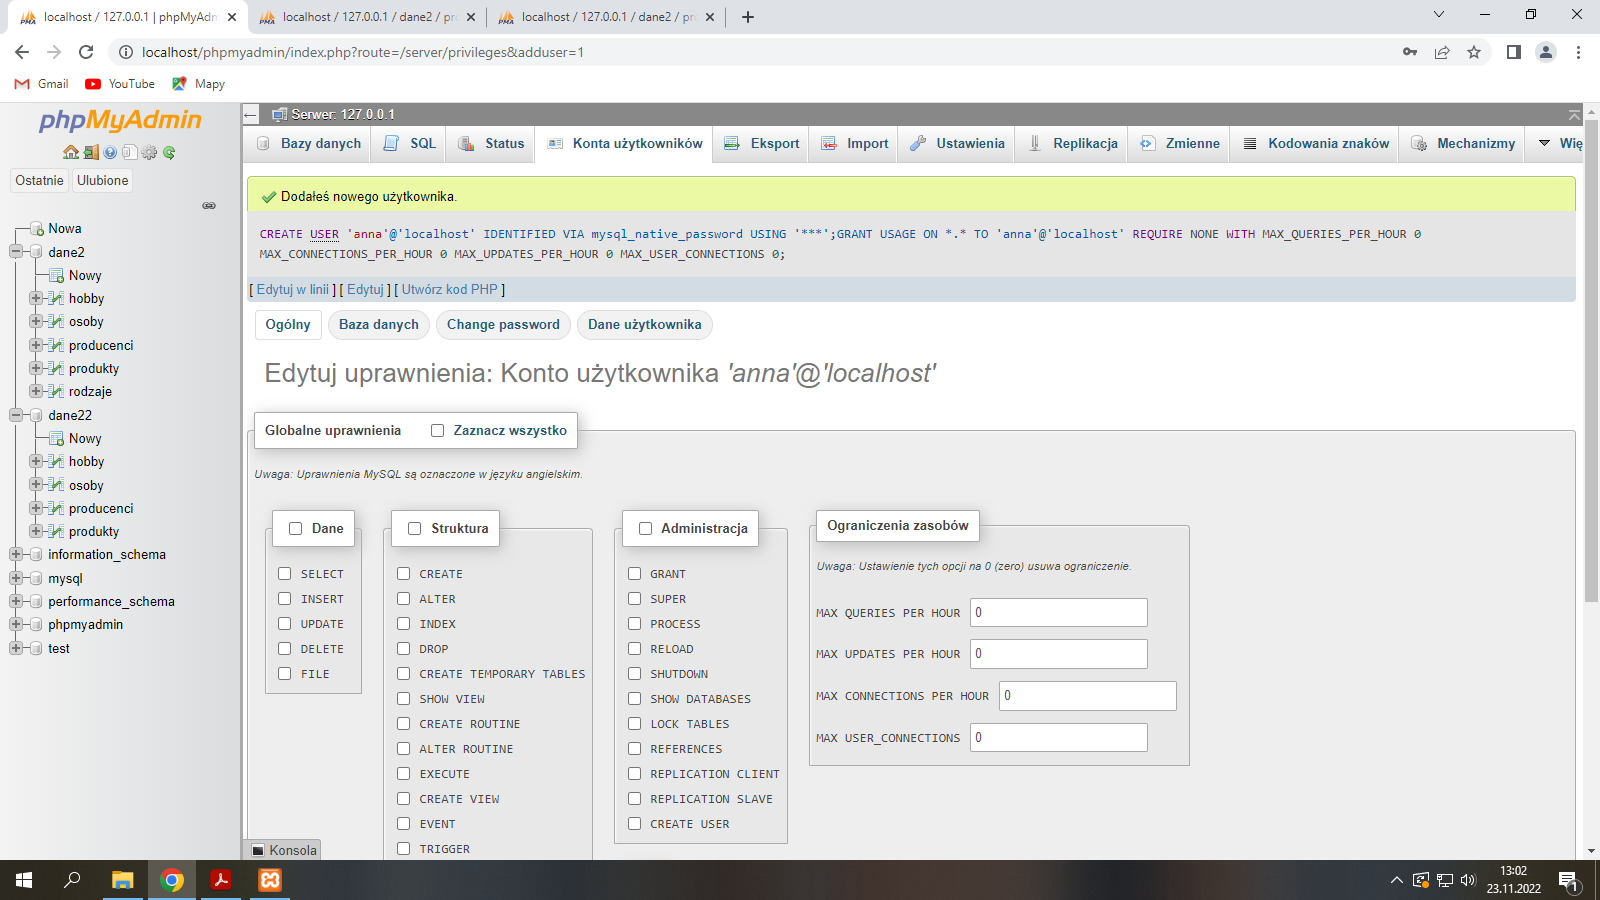 localhost / 127.0.0.1 | phpMyAdm
localhost / 127.0.0.1 / dane2 / pro
localhost / 127.0.0.1 / dane2 / pro
localhost/phpmyadmin/index.php?route=/server/privileges&adduser=1
Gmail YouTube Mapy
phpMyAdmin
Ostatnie Ulubione
Nowa
dane2
Nowy
hobby
osoby
producenci
produkty
rodzaje
dane22
Nowy
hobby
osoby
producenci
produkty
information_schema
mysql
performance_schema
phpmyadmin
test
Serwer: 127.0.0.1
Bazy danych SQL Status Konta użytkowników Eksport Import Ustawienia Replikacja Zmienne Kodowania znaków Mechanizmy Wię
Dodałeś nowego użytkownika.
CREATE USER 'anna'@'localhost' IDENTIFIED VIA mysql_native_password USING '***';GRANT USAGE ON *.* TO 'anna'@'localhost' REQUIRE NONE WITH MAX_QUERIES_PER_HOUR 0
MAX_CONNECTIONS_PER_HOUR 0 MAX_UPDATES_PER_HOUR 0 MAX_USER_CONNECTIONS 0;
[ Edytuj w linii ] [ Edytuj ] [ Utwórz kod PHP ]
Ogólny Baza danych Change password Dane użytkownika
Edytuj uprawnienia: Konto użytkownika 'anna'@'localhost'
Globalne uprawnienia Zaznacz wszystko
Uwaga: Uprawnienia MySQL są oznaczone w języku angielskim.
Dane
SELECT
INSERT
UPDATE
DELETE
FILE
Struktura
CREATE
ALTER
INDEX
DROP
CREATE TEMPORARY TABLES
SHOW VIEW
CREATE ROUTINE
ALTER ROUTINE
EXECUTE
CREATE VIEW
EVENT
TRIGGER
Administracja
GRANT
SUPER
PROCESS
RELOAD
SHUTDOWN
SHOW DATABASES
LOCK TABLES
REFERENCES
REPLICATION CLIENT
REPLICATION SLAVE
CREATE USER
Ograniczenia zasobów
Uwaga: Ustawienie tych opcji na 0 (zero) usuwa ograniczenie.
MAX QUERIES PER HOUR 0
MAX UPDATES PER HOUR 0
MAX CONNECTIONS PER HOUR 0
MAX USER_CONNECTIONS 0
Konsola
13:02
23.11.2022
1